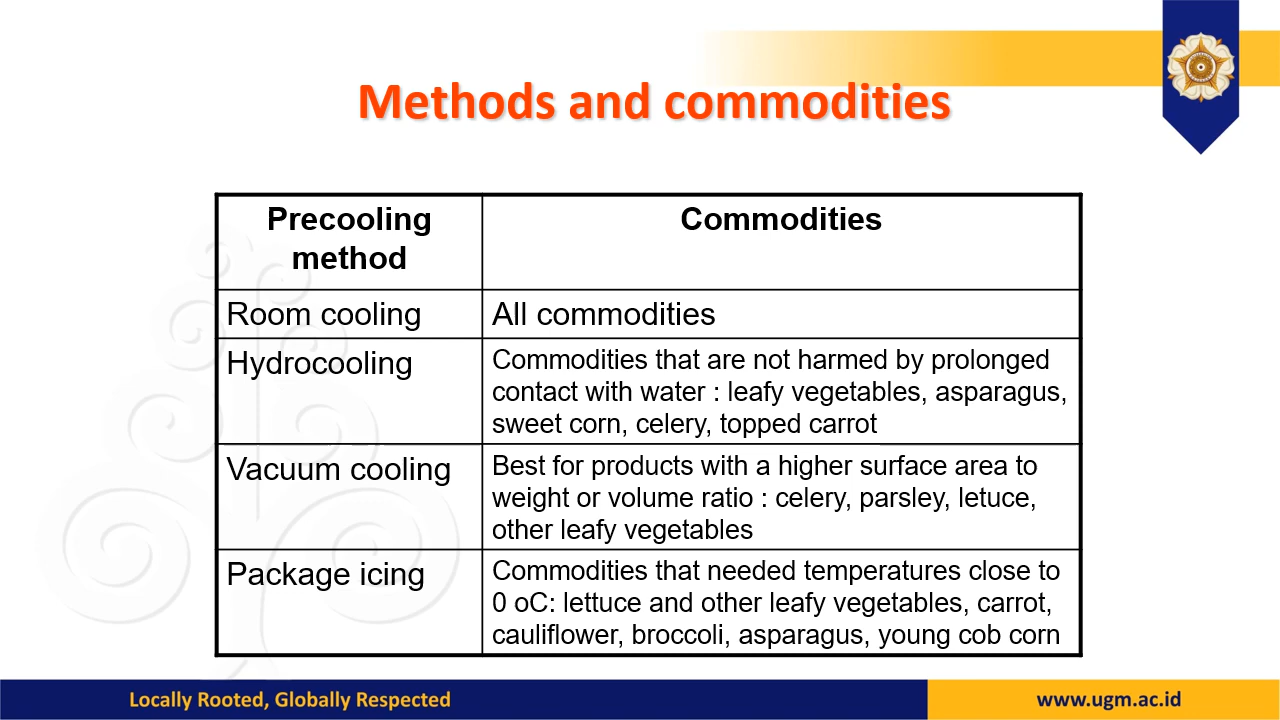 Methods and commodities
Precooling
method
Commodities
Room cooling
All commodities
Hydrocooling
Commodities that are not harmed by prolonged
contact with water : leafy vegetables, asparagus,
sweet corn, celery, topped carrot
Vacuum cooling
Best for products with a higher surface area to
weight or volume ratio : celery, parsley, letuce,
other leafy vegetables
Package icing
Commodities that needed temperatures close to
0 oC: lettuce and other leafy vegetables, carrot,
cauliflower, broccoli, asparagus, young cob corn
Locally Rooted, Globally Respected
www.ugm.ac.id